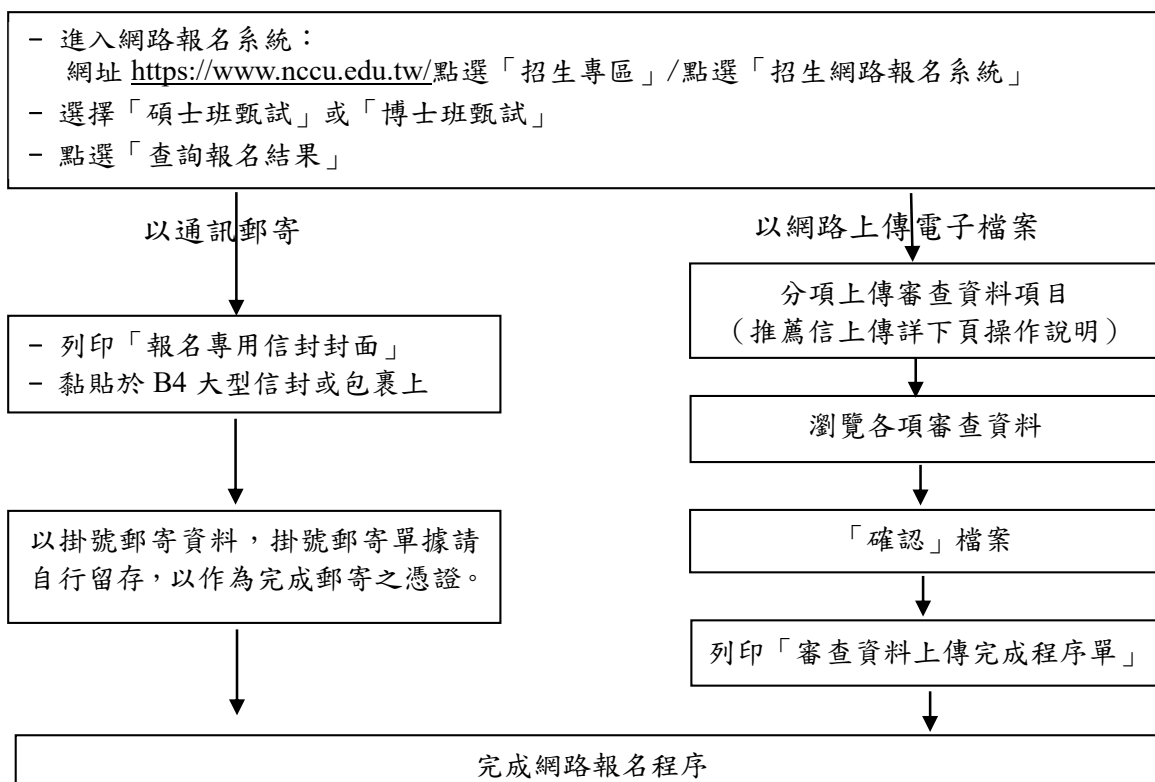 - 進入網路報名系統：
網址 https://www.nccu.edu.tw/點選「招生專區」/點選「招生網路報名系統」
- 選擇「碩士班甄試」或「博士班甄試」
- 點選「查詢報名結果」
以通訊郵寄
- 列印「報名專用信封封面」
- 黏貼於 B4 大型信封或包裹上
以掛號郵寄資料，掛號郵寄單據請
自行留存，以作為完成郵寄之憑證。
以網路上傳電子檔案
分項上傳審查資料項目
（推薦信上傳詳下頁操作說明）
瀏覽各項審查資料
「確認」檔案
列印「審查資料上傳完成程序單」
完成網路報名程序